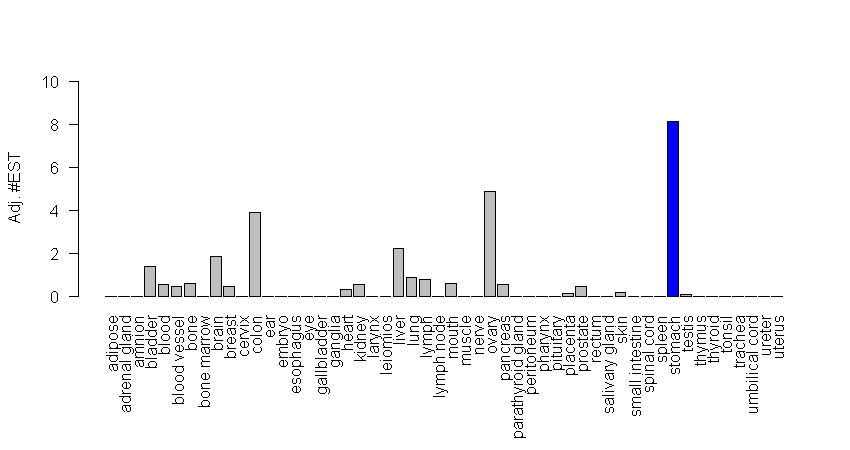 10
8
6
4
2
0
Adj. #EST
adipose
adrenal gland
amnion
bladder
blood
blood vessel
bone
bone marrow
brain
breast
cervix
colon
ear
embryo
esophagus
eye
gallbladder
ganglia
heart
kidney
larynx
leiomios
liver
lung
lymph
lymph node
mouth
muscle
nerve
ovary
pancreas
parathyroid gland
peritoneum
pharynx
pituitary
placenta
prostate
rectum
salivary gland
skin
small intestine
spinal cord
spleen
stomach
testis
thymus
thyroid
tonsil
trachea
umbilical cord
ureter
uterus